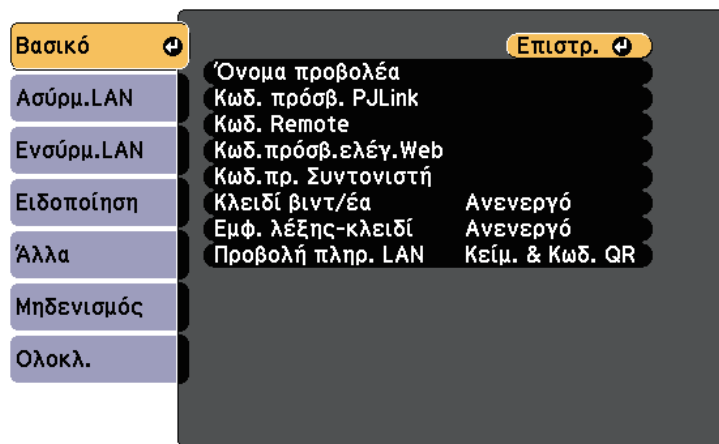 Βασικό
Ασύρμ.LAN
Ενσύρμ.LAN
Ειδοποίηση
Άλλα
Μηδενισμός
Ολοκλ.
Επιστρ.
Όνομα προβολέα
Κωδ. πρόσβ. PJLink
Κωδ. Remote
Κωδ.πρόσβ.ελέγ.Web
Κωδ.πρ. Συντονιστή
Κλειδί βιντ/έα Ανενεργό
Εμφ. λέξης-κλειδί Ανενεργό
Προβολή πληρ. LAN Κείμ. & Κωδ. QR